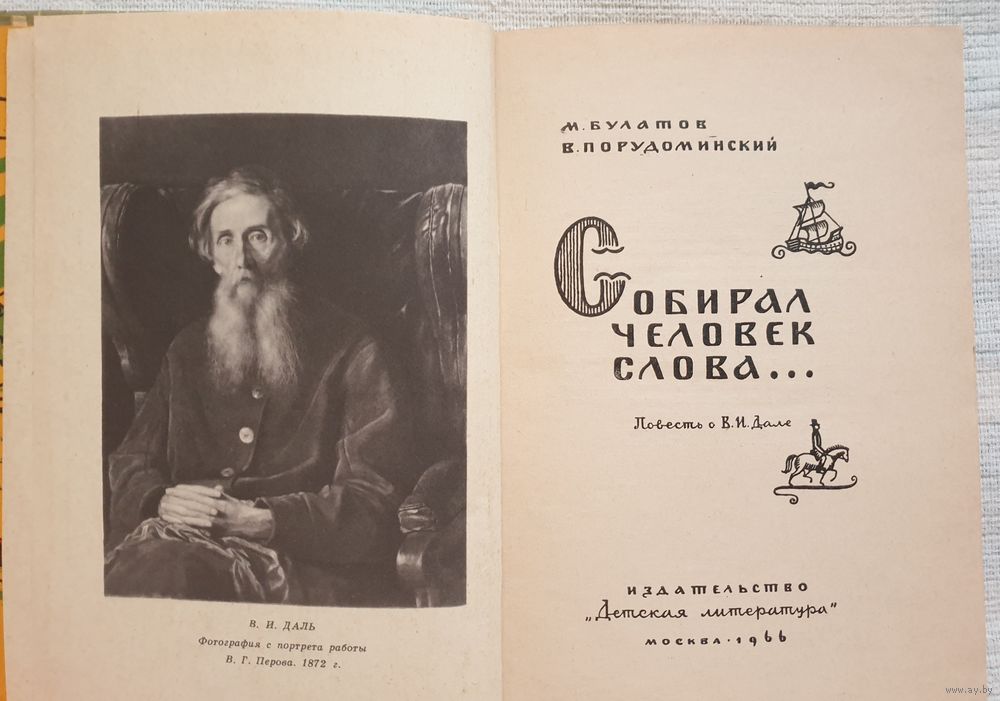 В. И. ДАЛЬ
Фотография с портрета работы
В. Г. Перова. 1872 г.
М. БУЛАТОВ
В. ПОРУДОМИНСКИЙ
СОБИРАЛ
ЧЕЛОВЕК
СЛОВА...
Повесть о В. И. Дале
ИЗДАТЕЛЬСТВО
„Детская литература"
МОСКВА · 1966
www.ay.by